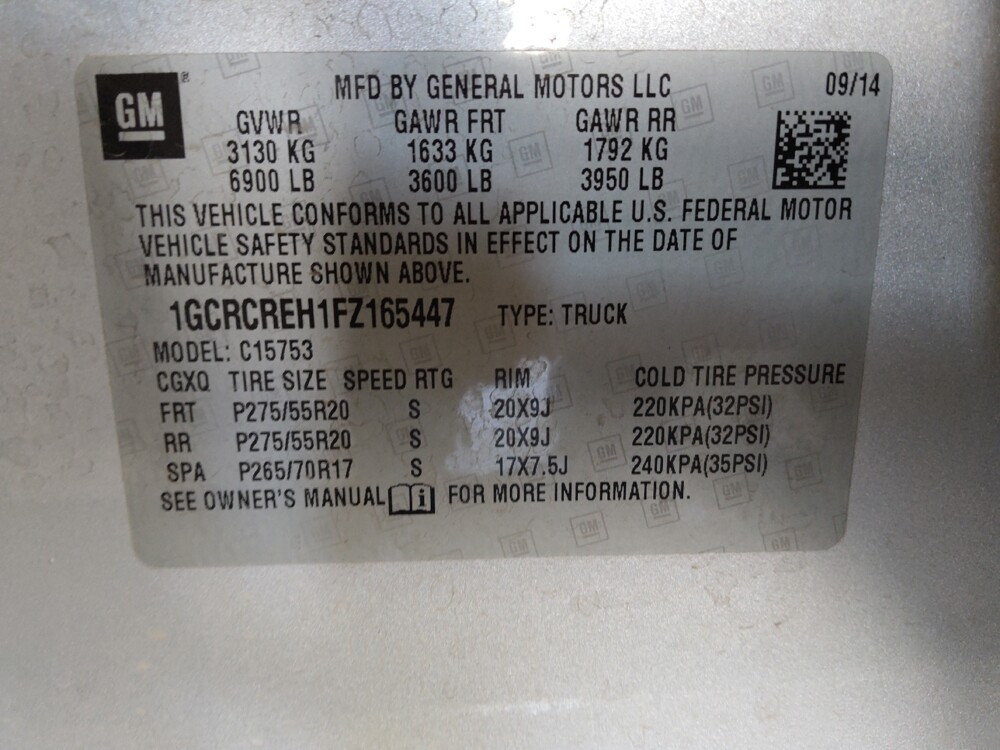 GM ® MFD BY GENERAL MOTORS LLC 09/14
GVWR GAWR FRT GAWR RR
3130 KG 1633 KG 1792 KG
6900 LB 3600 LB 3950 LB
THIS VEHICLE CONFORMS TO ALL APPLICABLE U.S. FEDERAL MOTOR
VEHICLE SAFETY STANDARDS IN EFFECT ON THE DATE OF
MANUFACTURE SHOWN ABOVE.
1GCRCREH1FZ165447 TYPE: TRUCK
MODEL: C15753
CGXQ TIRE SIZE SPEED RTG RIM COLD TIRE PRESSURE
FRT P275/55R20 S 20X9J 220KPA(32PSI)
RR P275/55R20 S 20X9J 220KPA(32PSI)
SPA P265/70R17 S 17X7.5J 240KPA(35PSI)
SEE OWNER'S MANUAL i FOR MORE INFORMATION.